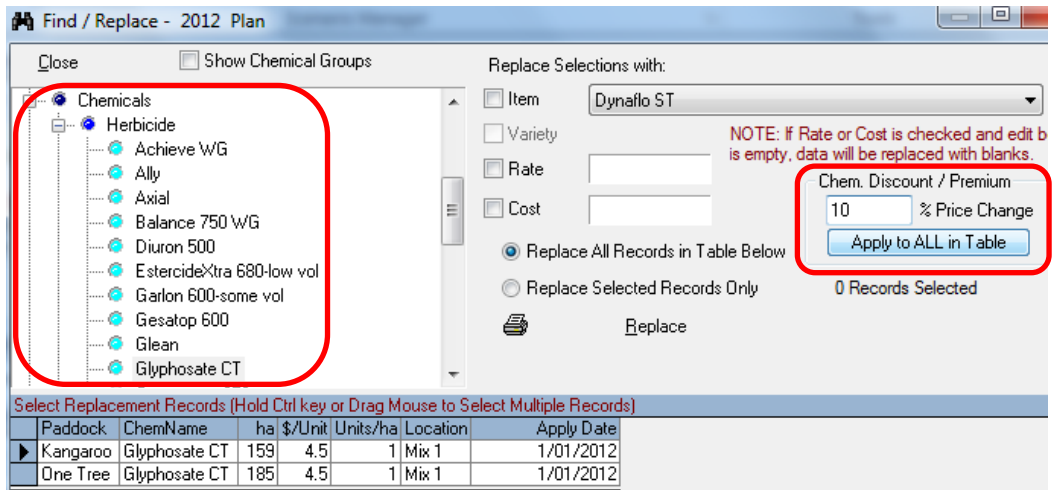 Find / Replace - 2012 Plan
Close
Show Chemical Groups
Chemicals
Herbicide
Achieve WG
Ally
Axial
Balance 750 WG
Diuron 500
EstercideXtra 680-low vol
Garlon 600-some vol
Gesatop 600
Glean
Glyphosate CT
Replace Selections with:
Item Dynaflo ST
Variety
NOTE: If Rate or Cost is checked and edit b
is empty, data will be replaced with blanks.
Rate
Cost
Chem. Discount / Premium
10 % Price Change
Apply to ALL in Table
Replace All Records in Table Below
Replace Selected Records Only
0 Records Selected
Replace
Select Replacement Records (Hold Ctrl key or Drag Mouse to Select Multiple Records)
Paddock ChemName ha $/Unit Units/ha Location Apply Date
Kangaroo Glyphosate CT 159 4.5 1 Mix 1 1/01/2012
One Tree Glyphosate CT 185 4.5 1 Mix 1 1/01/2012